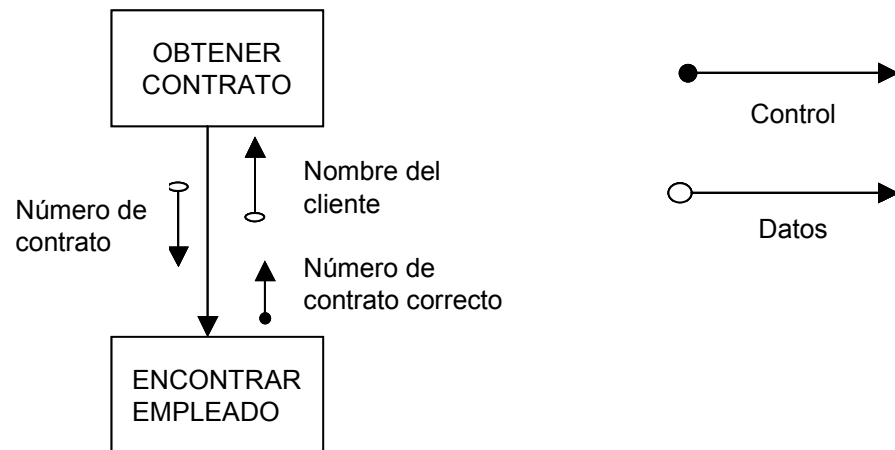 OBTENER
CONTRATO
Control
Nombre del
cliente
Número de
contrato
Datos
Número de
contrato correcto
ENCONTRAR
EMPLEADO